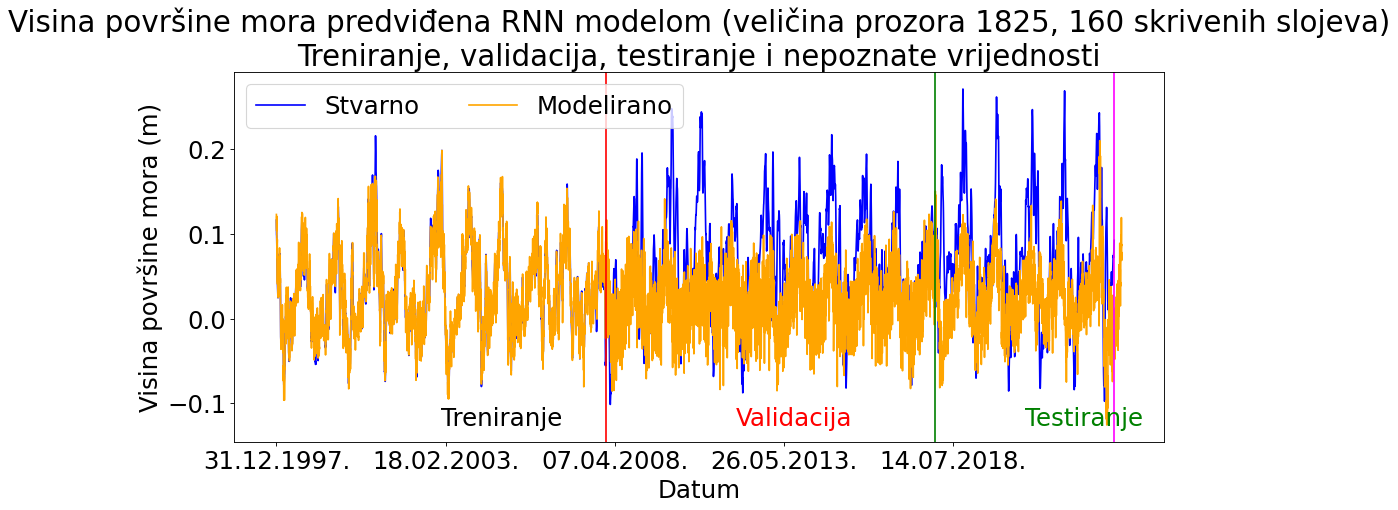 Visina površine mora predviđena RNN modelom (veličina prozora 1825, 160 skrivenih slojeva)
Treniranje, validacija, testiranje i nepoznate vrijednosti
Stvarno Modelirano
Visina površine mora (m)
0.2
0.1
0.0
−0.1
Treniranje Validacija Testiranje
31.12.1997. 18.02.2003. 07.04.2008. 26.05.2013. 14.07.2018.
Datum